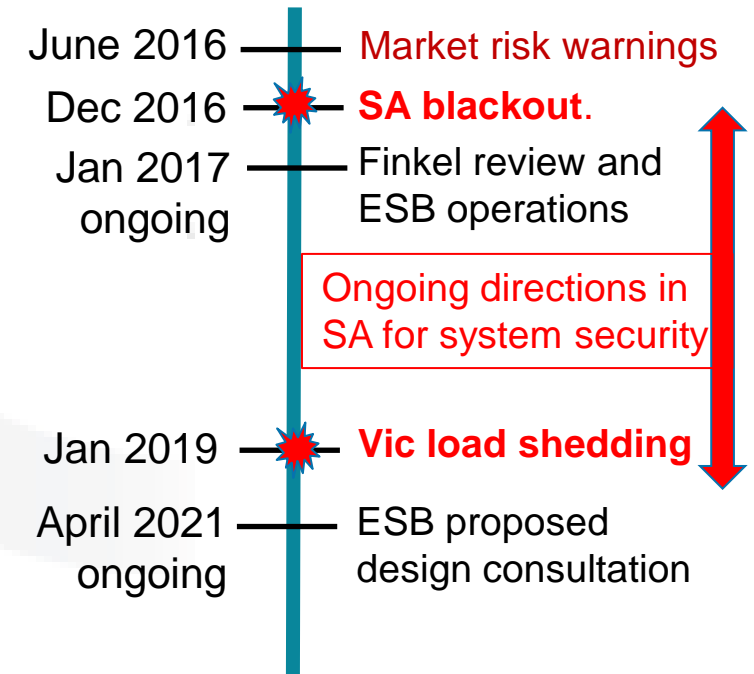 June 2016 Market risk warnings
Dec 2016 SA blackout.
Jan 2017 Finkel review and
ongoing ESB operations
Ongoing directions in
SA for system security
Jan 2019 Vic load shedding
April 2021 ESB proposed
ongoing design consultation